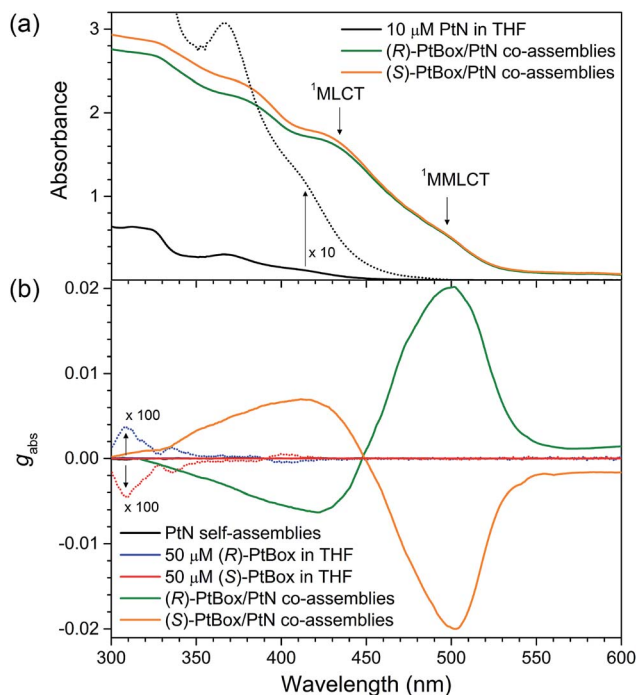 (a)
10 μM PtN in THF
(R)-PtBox/PtN co-assemblies
(S)-PtBox/PtN co-assemblies
3
2
1
Absorbance
¹MLCT
¹MMLCT
x 10
(b)
0.02
0.01
0.00
-0.01
-0.02
g_abs
x 100
x 100
PtN self-assemblies
50 μM (R)-PtBox in THF
50 μM (S)-PtBox in THF
(R)-PtBox/PtN co-assemblies
(S)-PtBox/PtN co-assemblies
300 350 400 450 500 550 600
Wavelength (nm)